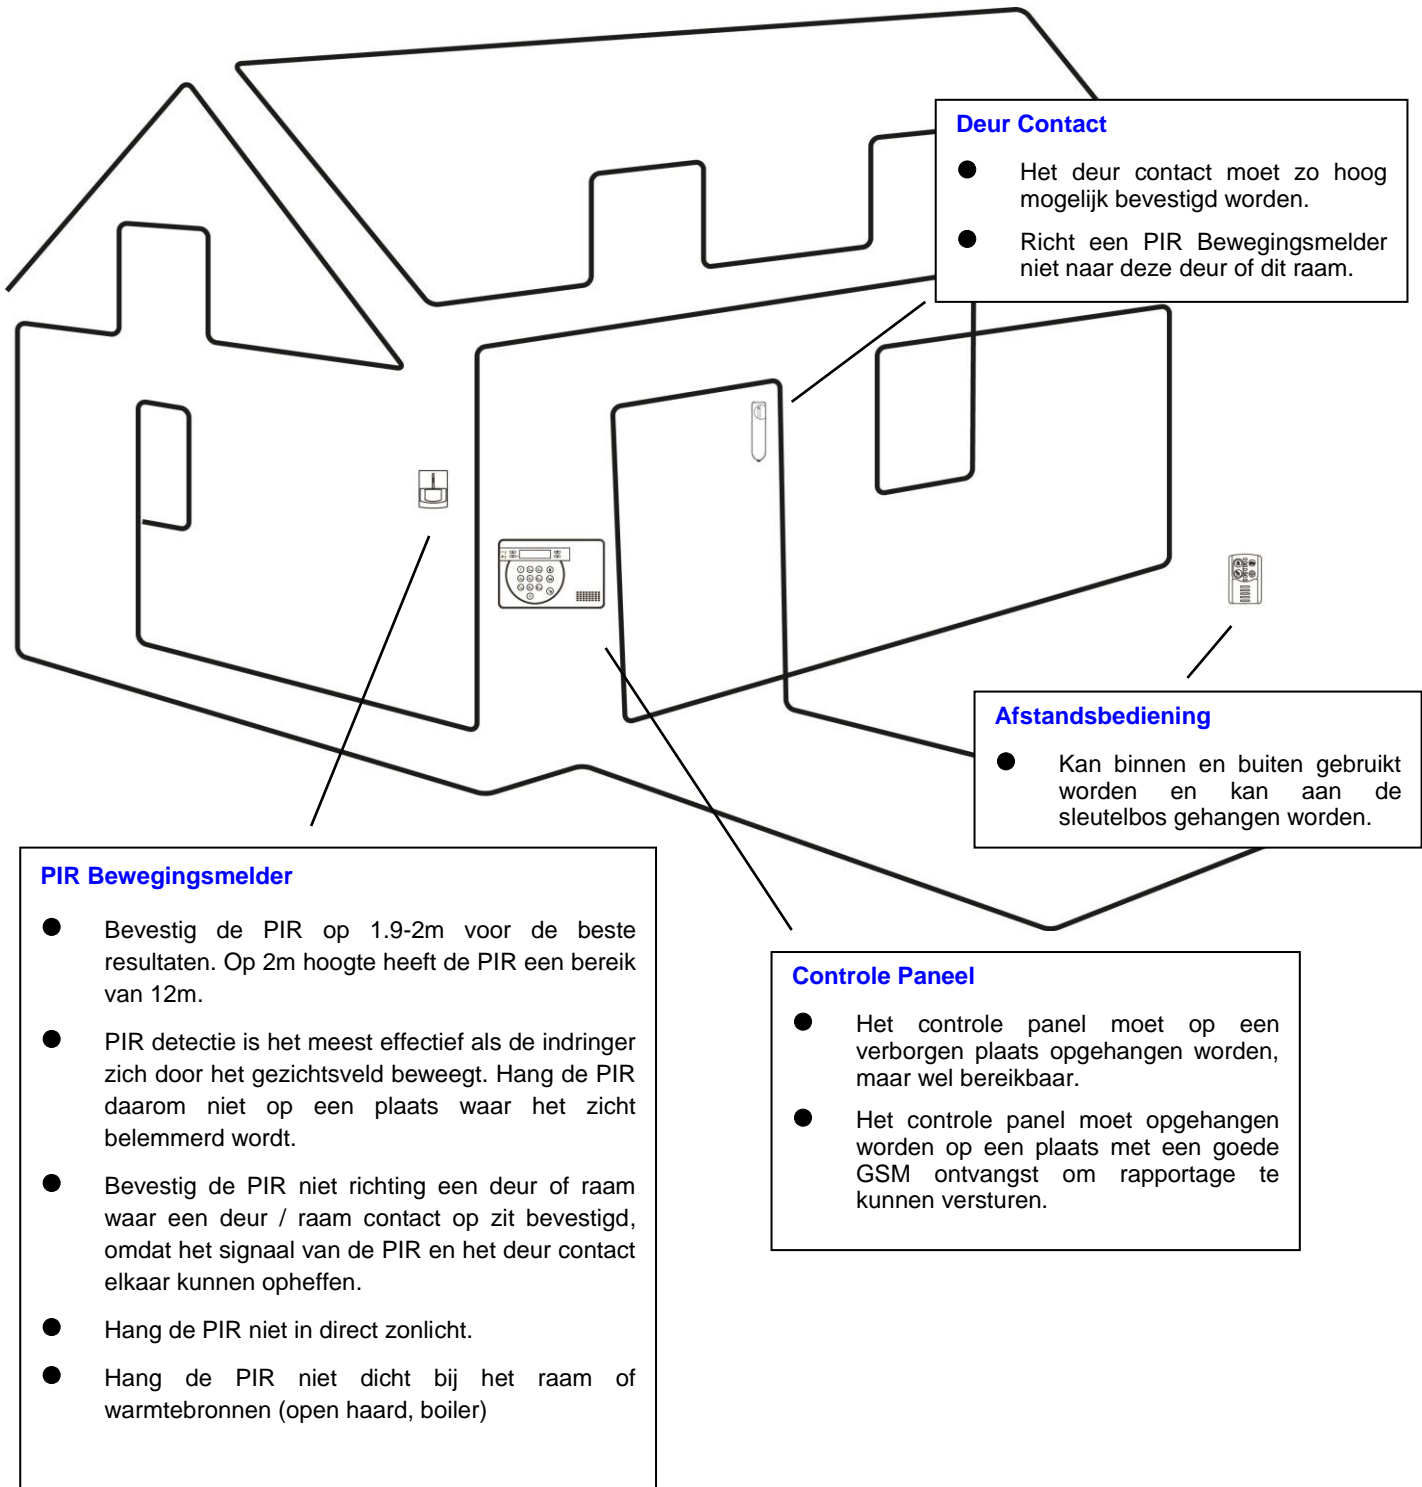 Deur Contact
● Het deur contact moet zo hoog
mogelijk bevestigd worden.
● Richt een PIR Bewegingsmelder
niet naar deze deur of dit raam.
Afstandsbediening
● Kan binnen en buiten gebruikt
worden en kan aan de
sleutelbos gehangen worden.
PIR Bewegingsmelder
● Bevestig de PIR op 1.9-2m voor de beste
resultaten. Op 2m hoogte heeft de PIR een bereik
van 12m.
● PIR detectie is het meest effectief als de indringer
zich door het gezichtsveld beweegt. Hang de PIR
daarom niet op een plaats waar het zicht
belemmerd wordt.
● Bevestig de PIR niet richting een deur of raam
waar een deur / raam contact op zit bevestigd,
omdat het signaal van de PIR en het deur contact
elkaar kunnen opheffen.
● Hang de PIR niet in direct zonlicht.
● Hang de PIR niet dicht bij het raam of
warmtebronnen (open haard, boiler)
Controle Paneel
● Het controle panel moet op een
verborgen plaats opgehangen worden,
maar wel bereikbaar.
● Het controle panel moet opgehangen
worden op een plaats met een goede
GSM ontvangst om rapportage te
kunnen versturen.